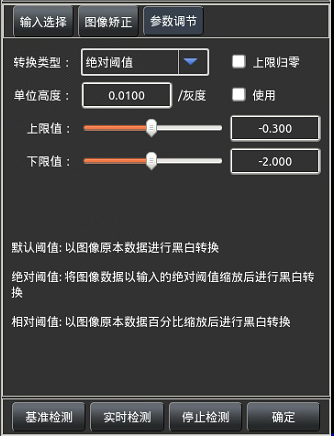 输入选择 图像矫正 参数调节
转换类型： 绝对阈值 上限归零
单位高度： 0.0100 /灰度 使用
上限值： -0.300
下限值： -2.000
默认阈值: 以图像原本数据进行黑白转换
绝对阈值: 将图像数据以输入的绝对阈值缩放后进行黑白转
换
相对阈值: 以图像原本数据百分比缩放后进行黑白转换
基准检测 实时检测 停止检测 确定